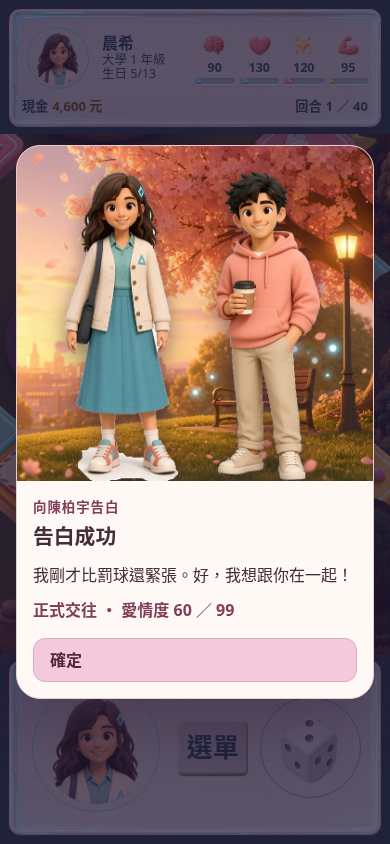 晨希
大學 1 年級
生日 5/13
90
130
120
95
現金 4,600 元
回合 1 ／ 40
向陳柏宇告白
告白成功
我剛才比罰球還緊張。好，我想跟你在一起！
正式交往 • 愛情度 60 ／ 99
確定
選單